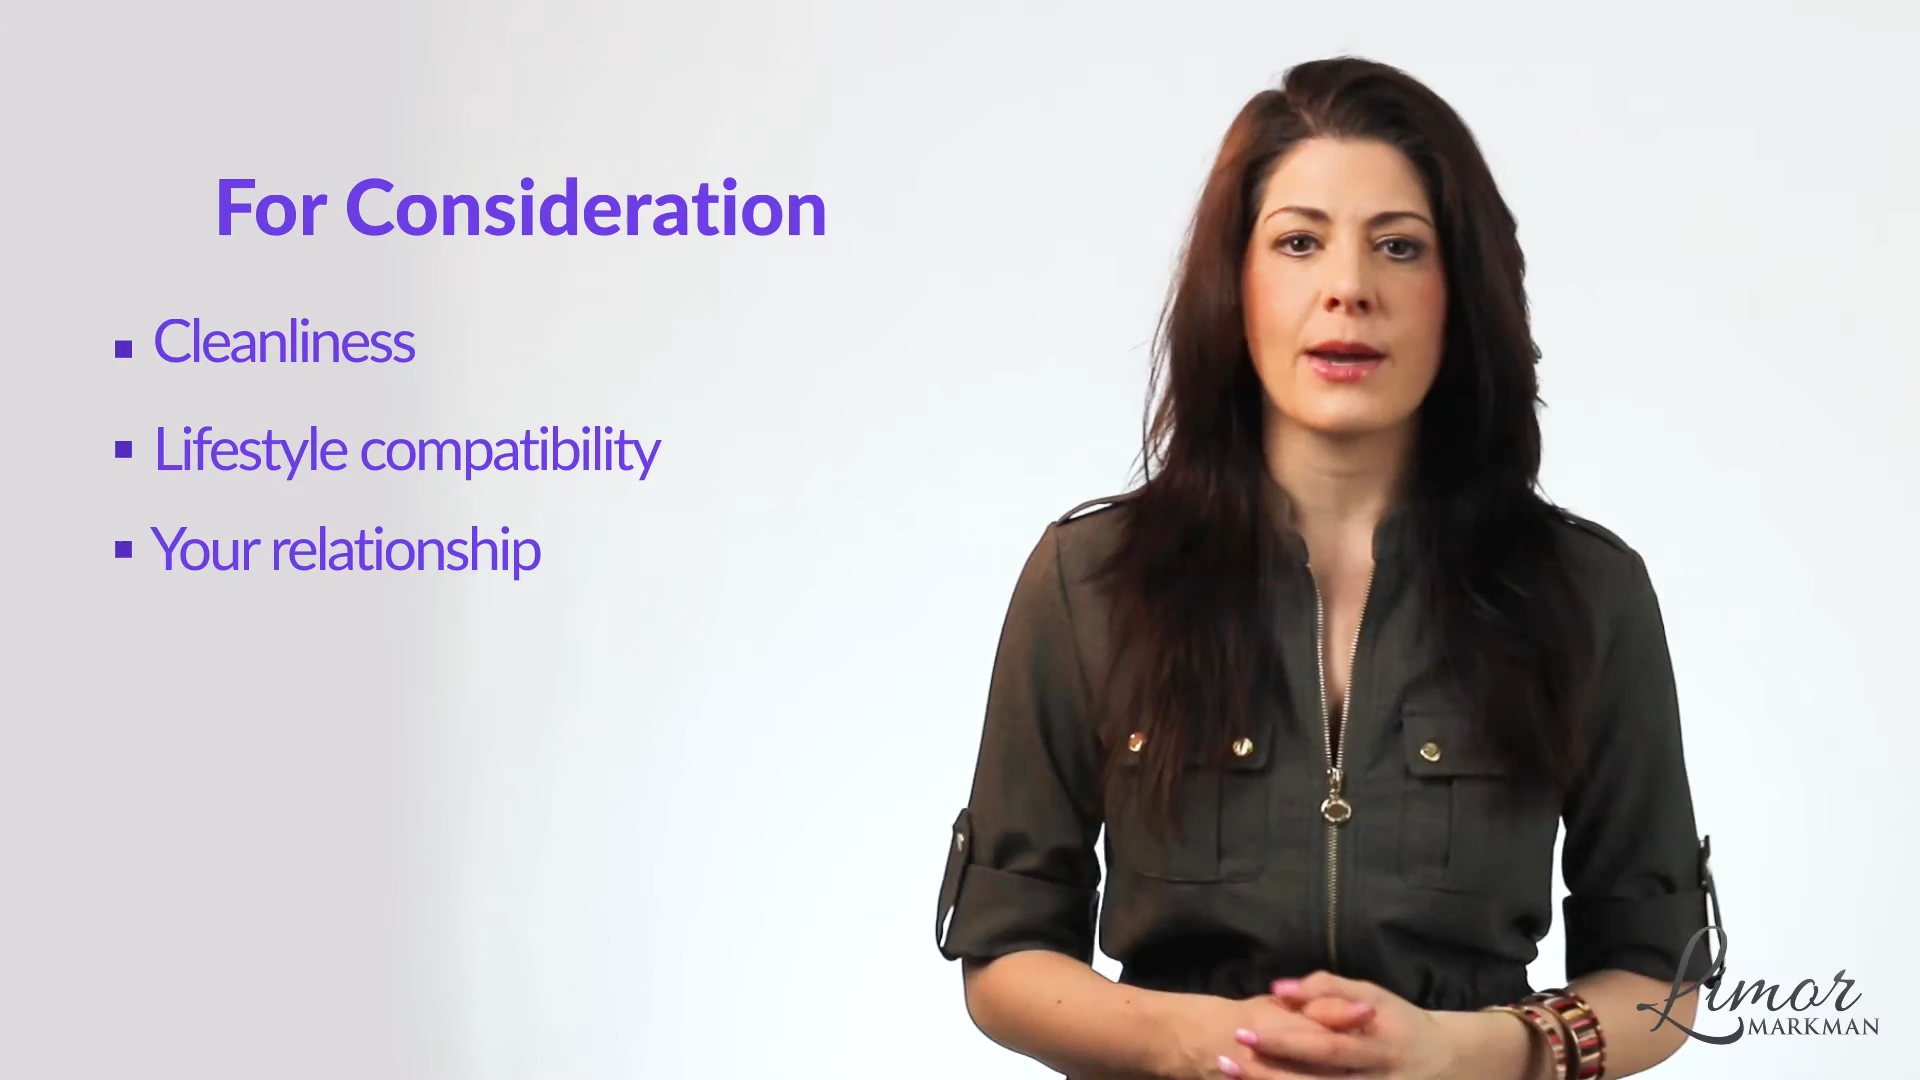 For Consideration
Cleanliness
Lifestyle compatibility
Your relationship
Limor
MARKMAN